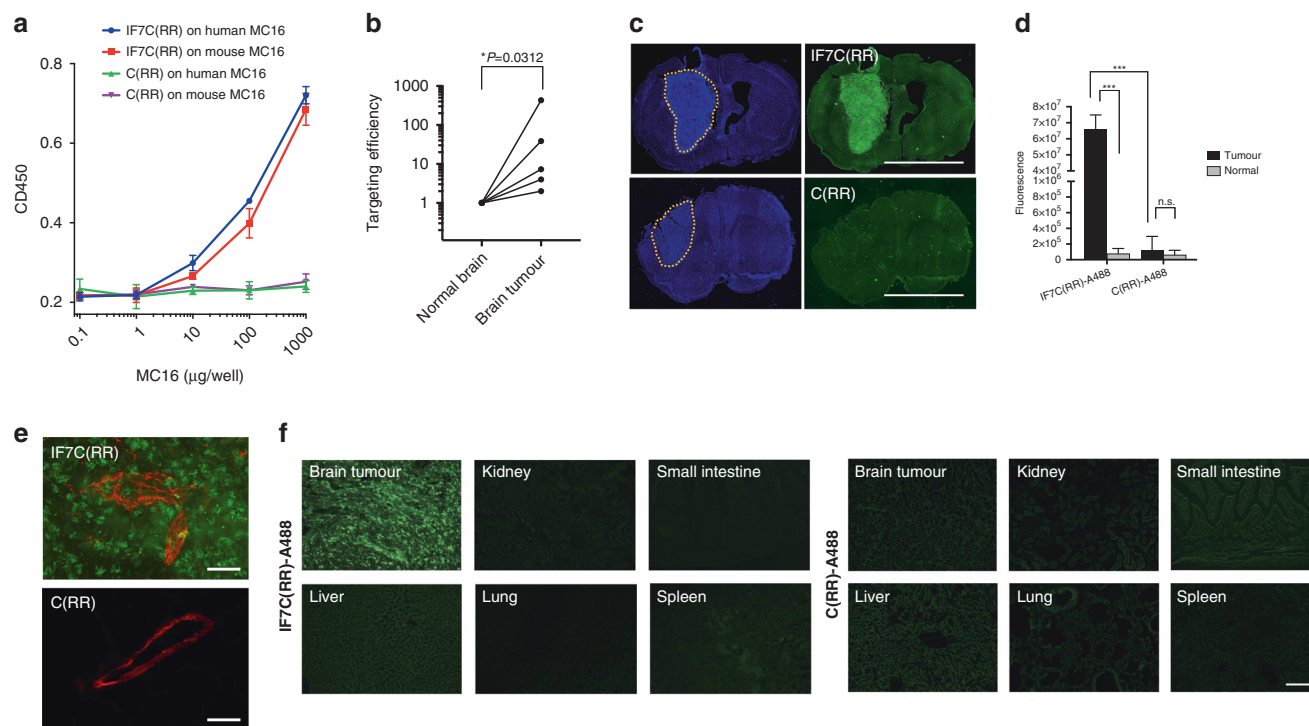 a
IF7C(RR) on human MC16
IF7C(RR) on mouse MC16
C(RR) on human MC16
C(RR) on mouse MC16
CD450
0.8
0.6
0.4
0.2
0.1
1
10
100
1000
MC16 (μg/well)
b
*P=0.0312
Targeting efficiency
1000
100
10
1
Normal brain
Brain tumour
c
IF7C(RR)
C(RR)
d
***
***
n.s.
Fluorescence
8×10⁷
7×10⁷
6×10⁷
5×10⁷
4×10⁷
1×10⁶
8×10⁵
6×10⁵
4×10⁵
2×10⁵
0
Tumour
Normal
IF7C(RR)-A488
C(RR)-A488
e
IF7C(RR)
C(RR)
f
IF7C(RR)-A488
Brain tumour
Kidney
Small intestine
Liver
Lung
Spleen
C(RR)-A488
Brain tumour
Kidney
Small intestine
Liver
Lung
Spleen